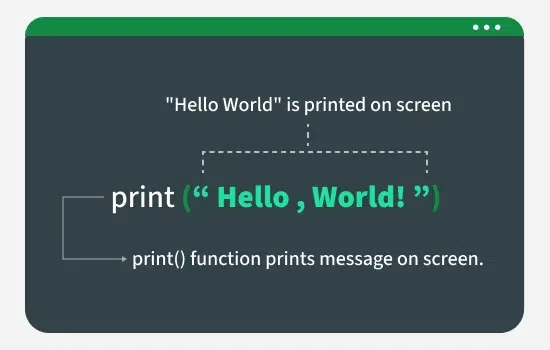 "Hello World" is printed on screen
print (“ Hello , World! ”)
print() function prints message on screen.